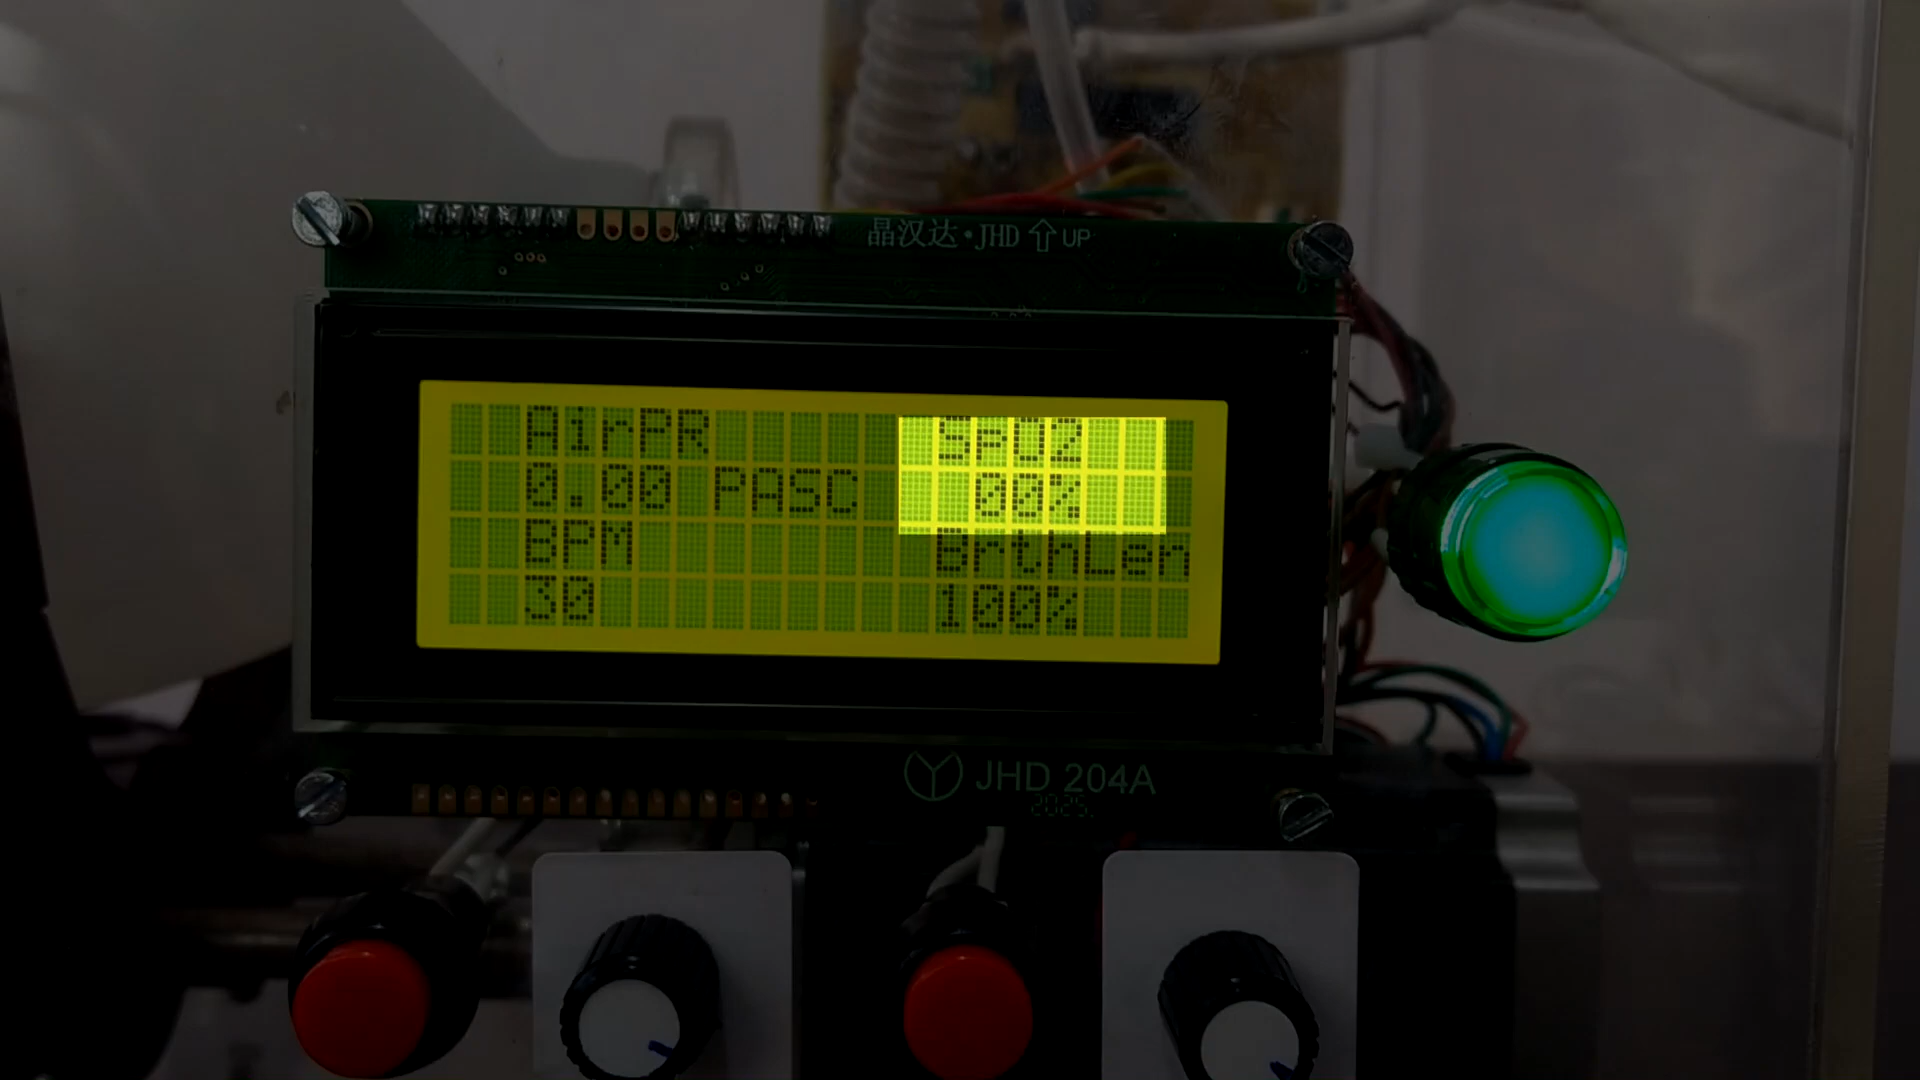 晶汉达·JHD ⇧ UP
AirPR SpO2
0.00 PASC 00%
BPM BrthLen
30 100%
JHD 204A
2025.